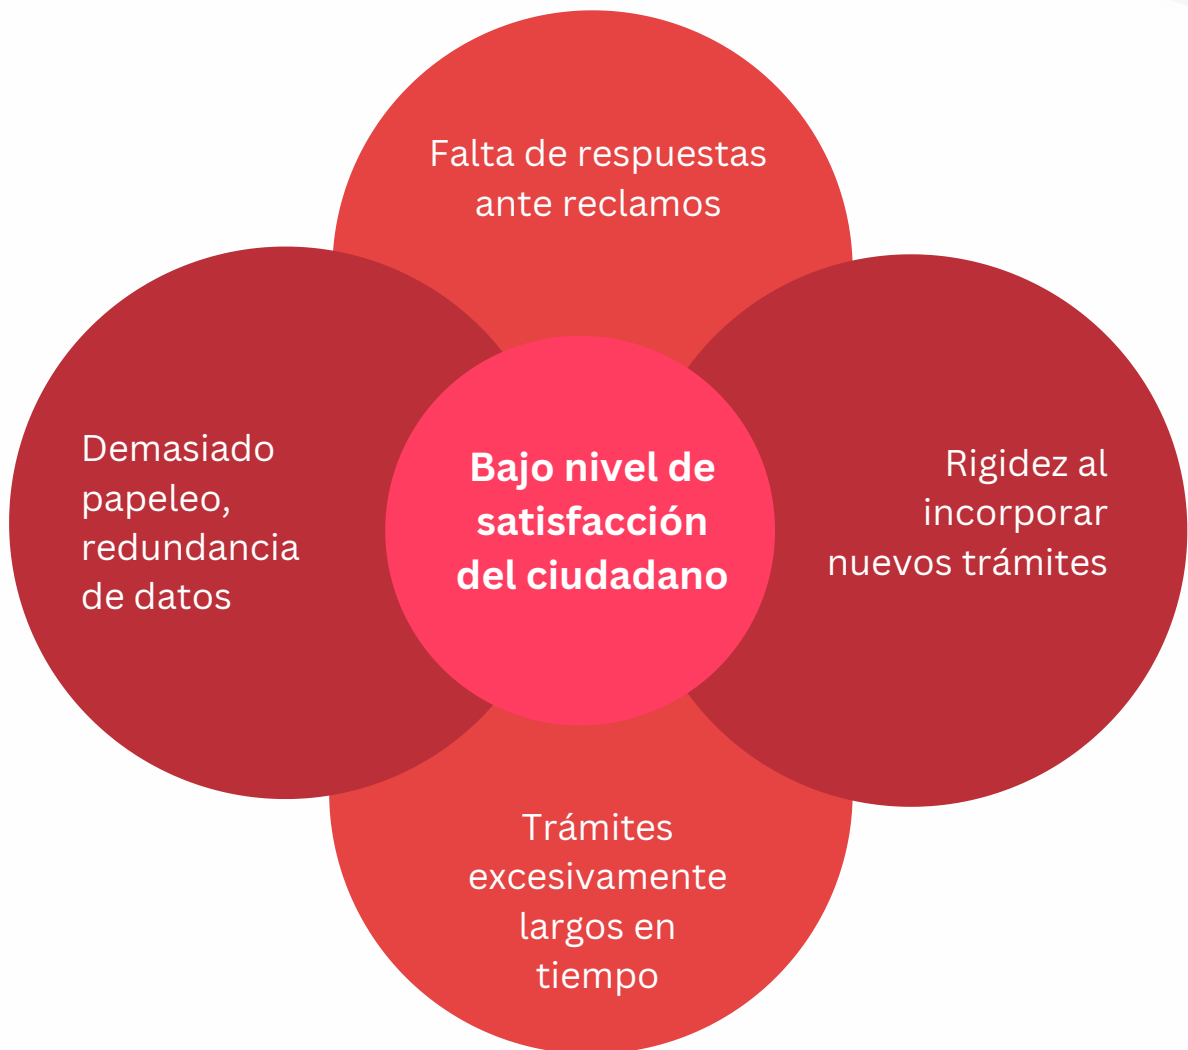 Falta de respuestas
ante reclamos
Demasiado
papeleo,
redundancia
de datos
Bajo nivel de
satisfacción
del ciudadano
Rigidez al
incorporar
nuevos trámites
Trámites
excesivamente
largos en
tiempo